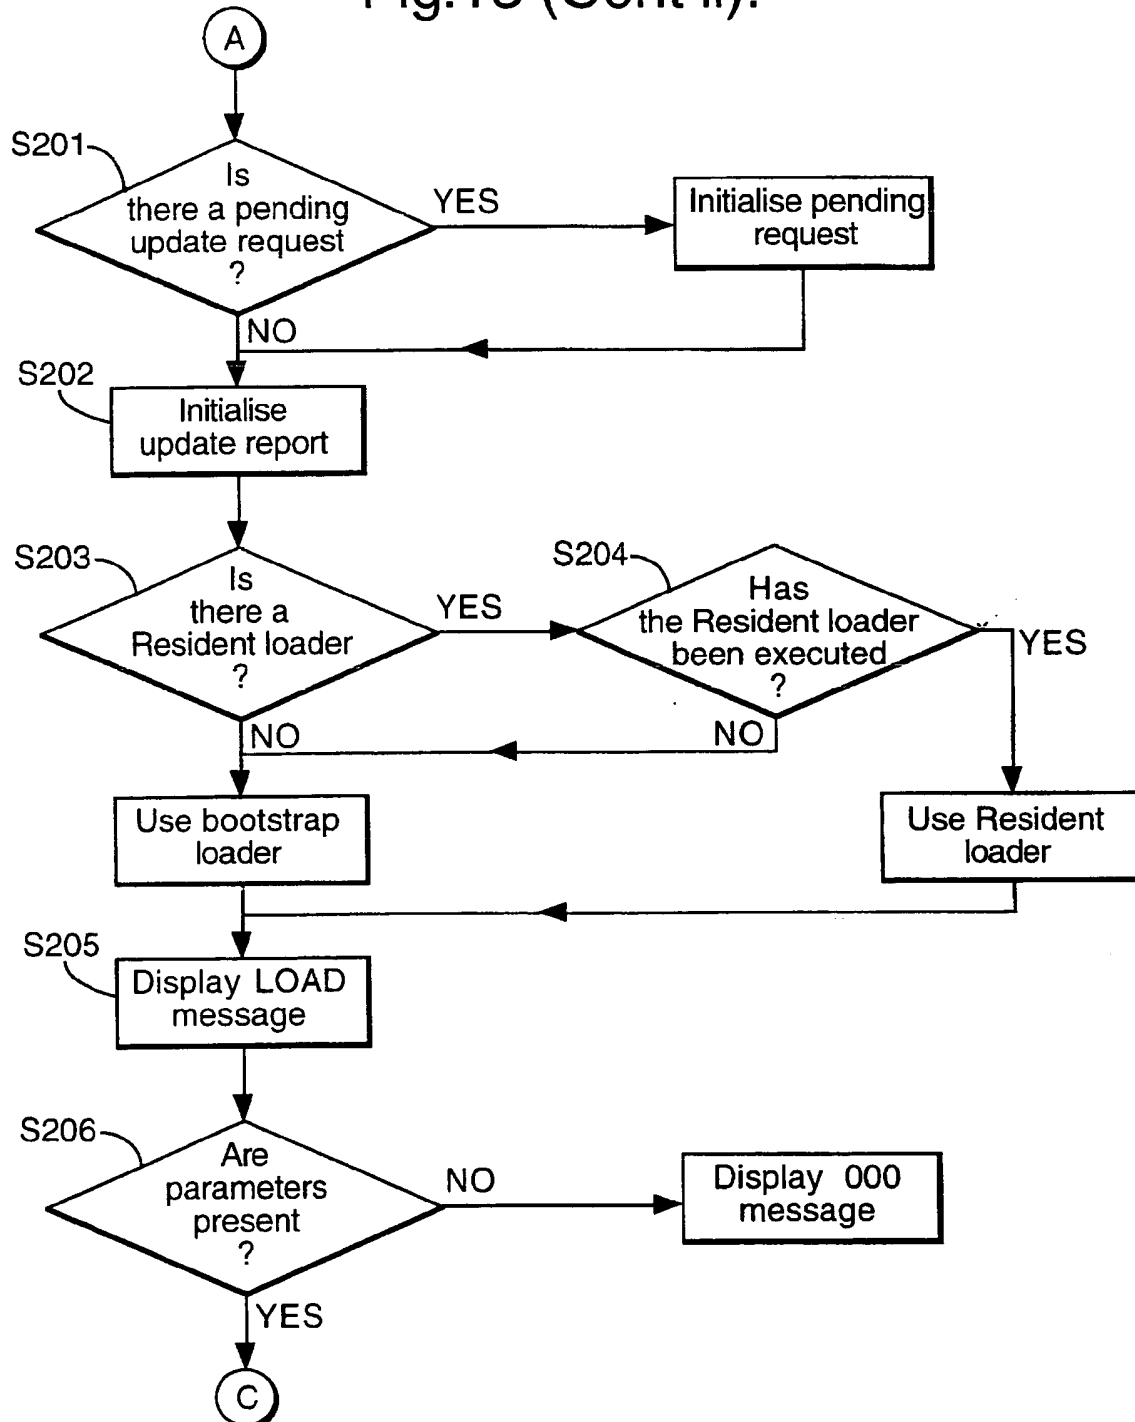 A
S201
Is
there a pending
update request
?
YES
Initialise pending
request
NO
S202
Initialise
update report
S203
Is
there a
Resident loader
?
YES
S204
Has
the Resident loader
been executed
?
YES
NO
NO
Use bootstrap
loader
Use Resident
loader
S205
Display LOAD
message
S206
Are
parameters
present
?
NO
Display 000
message
YES
C